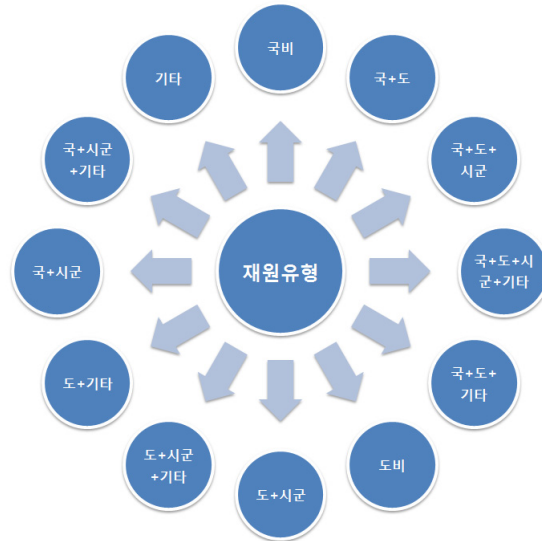 국비
국+도
국+도+
시군
국+도+시
군+기타
국+도+
기타
도비
도+시군
도+시군
+기타
도+기타
국+시군
국+시군
+기타
기타
재원유형